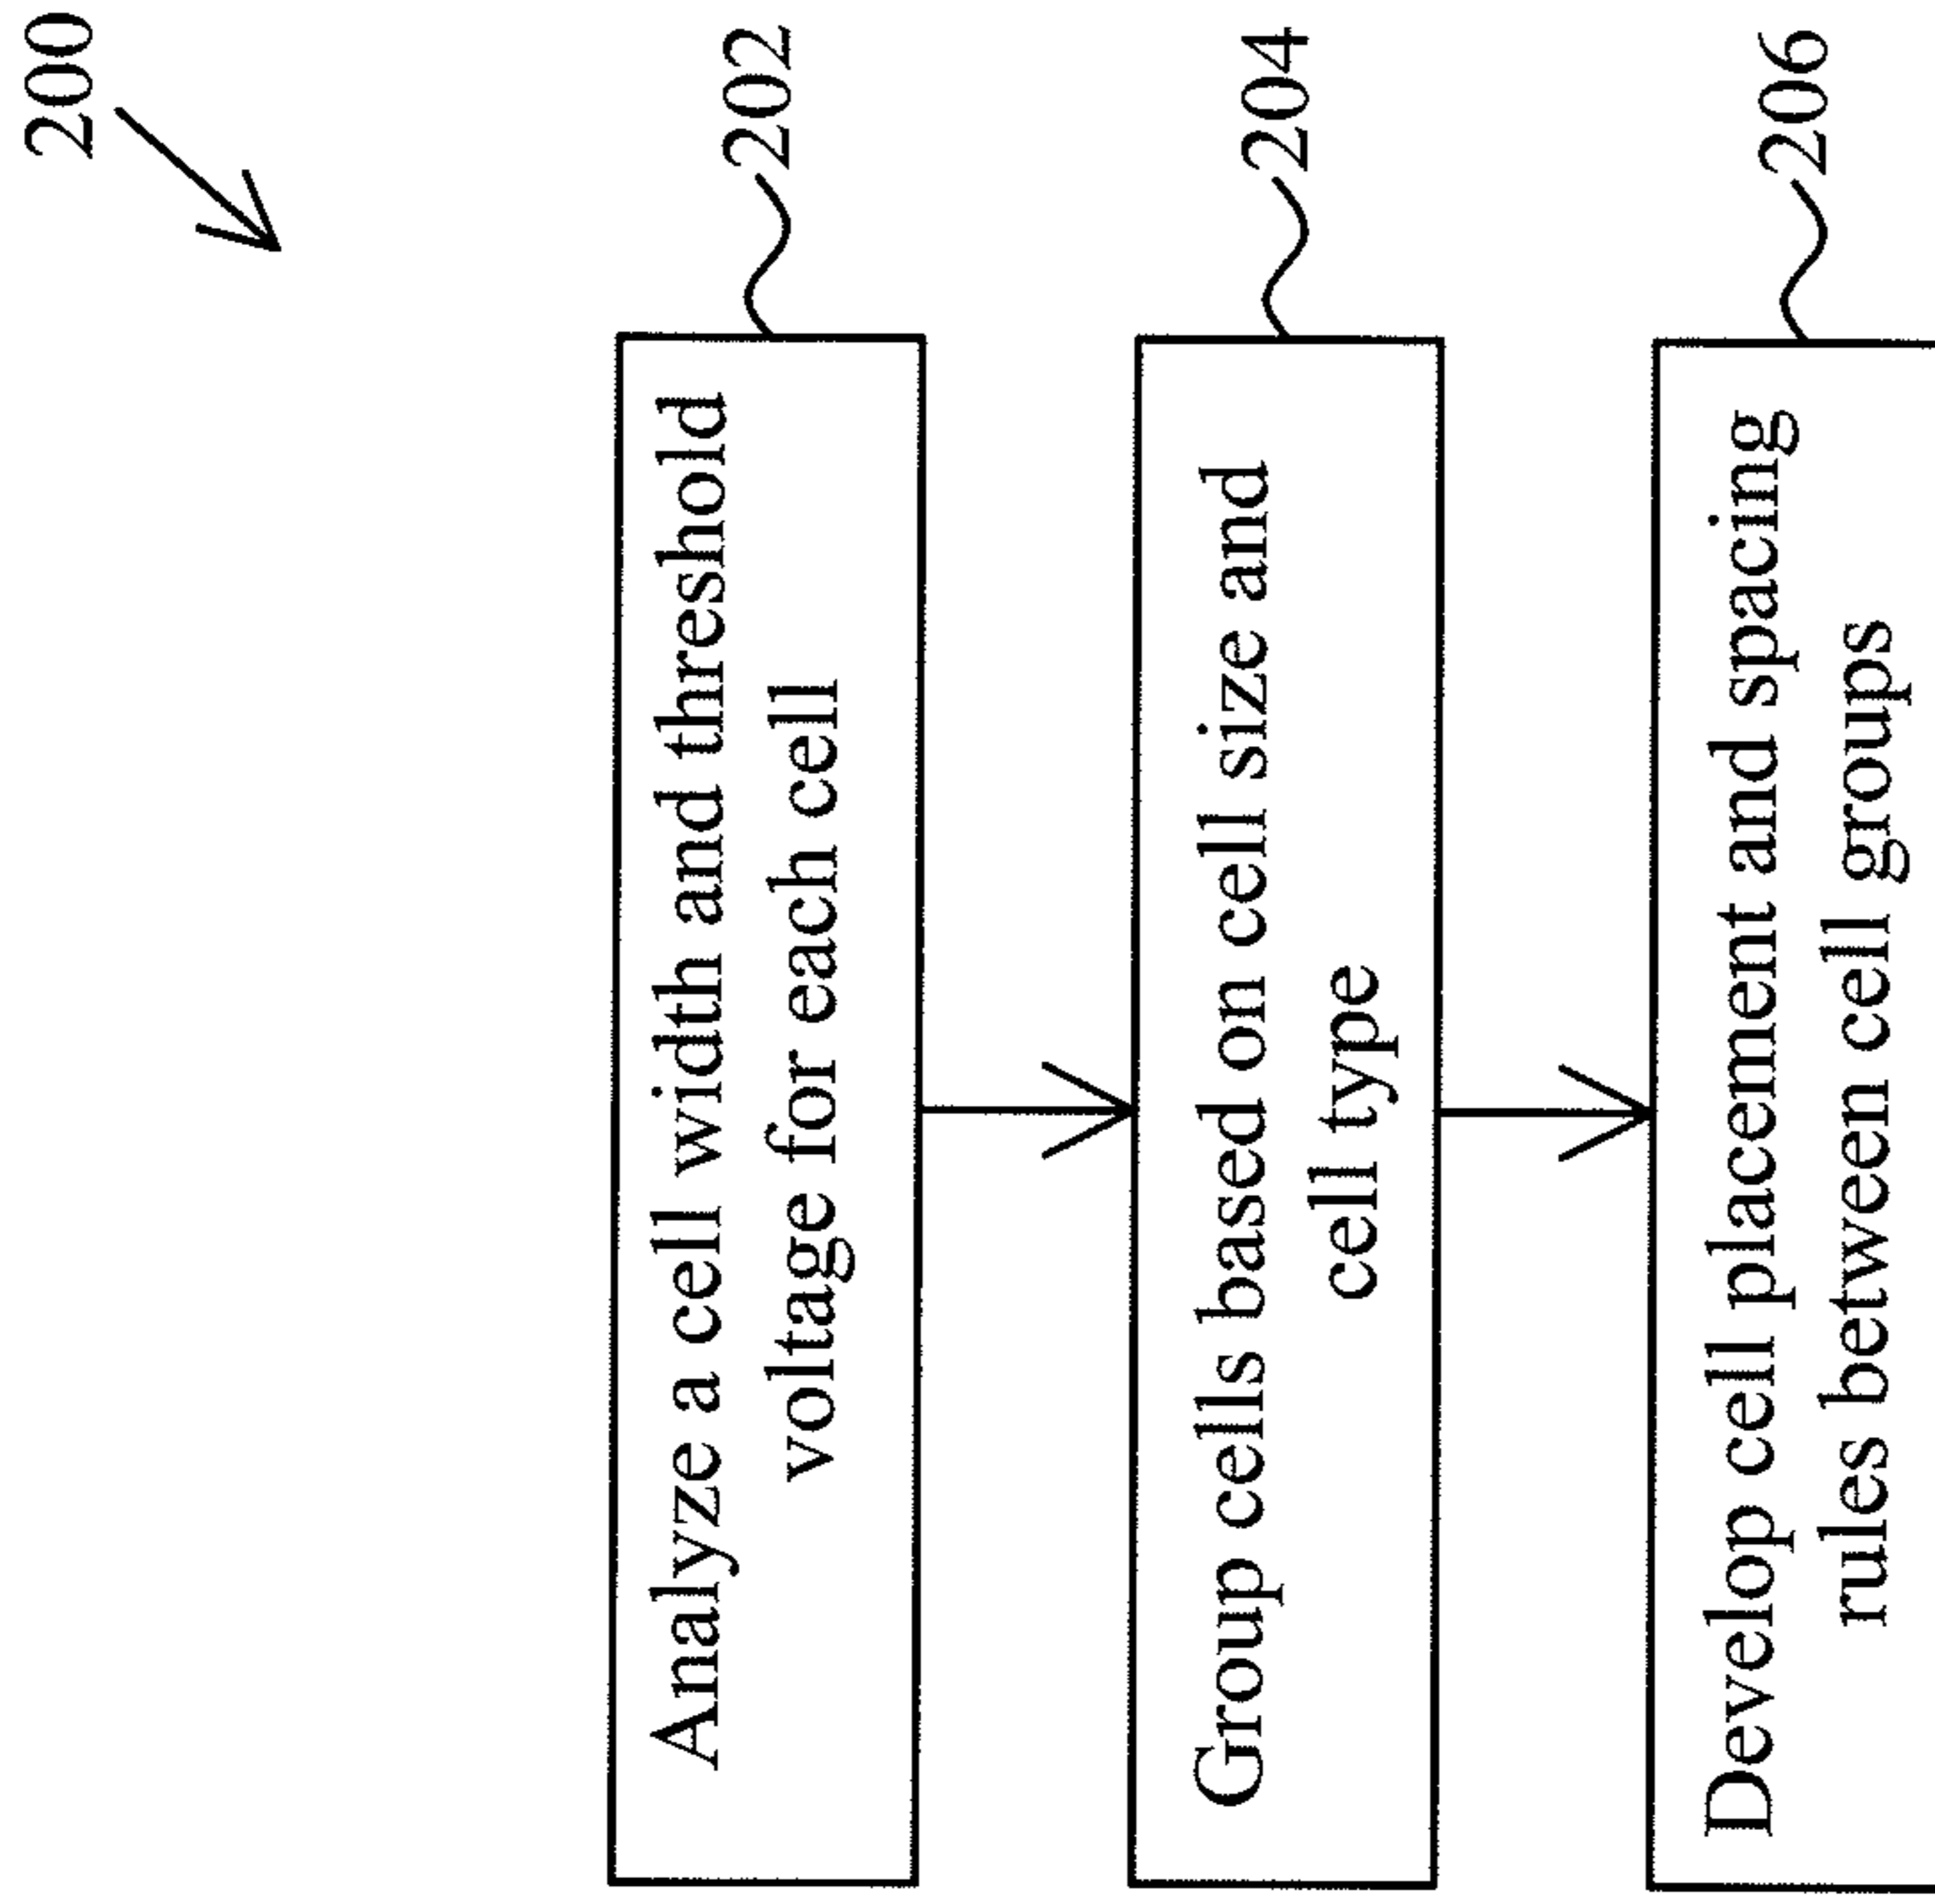 200
Analyze a cell width and threshold
voltage for each cell
202
Group cells based on cell size and
cell type
204
Develop cell placement and spacing
rules between cell groups
206